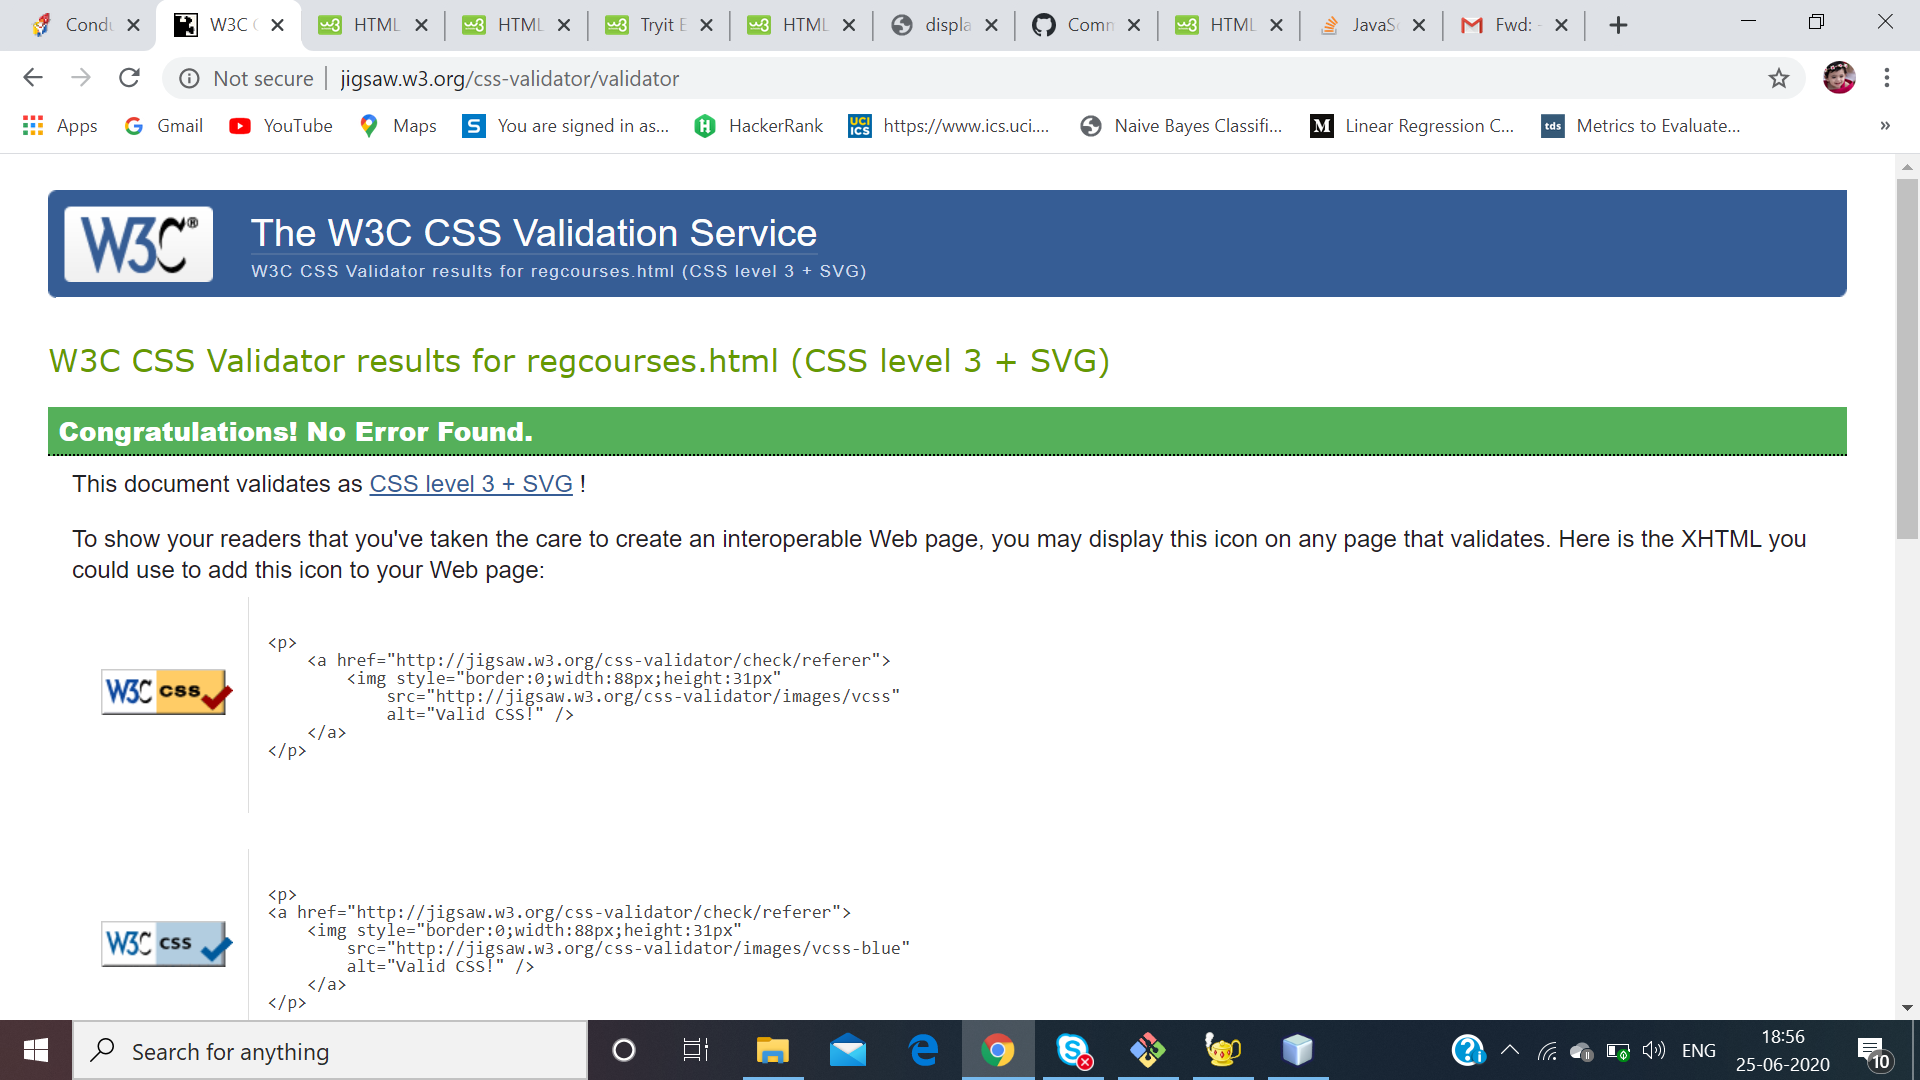 Condu
W3C C
HTML
HTML
Tryit E
HTML
displa
Comm
HTML
JavaSc
Fwd: -
Not secure
jigsaw.w3.org/css-validator/validator
Apps
Gmail
YouTube
Maps
S
You are signed in as...
HackerRank
UCI
ICS
https://www.ics.uci....
Naive Bayes Classifi...
M
Linear Regression C...
tds
Metrics to Evaluate...
»
W3C®
The W3C CSS Validation Service
W3C CSS Validator results for regcourses.html (CSS level 3 + SVG)
W3C CSS Validator results for regcourses.html (CSS level 3 + SVG)
Congratulations! No Error Found.
This document validates as CSS level 3 + SVG !
To show your readers that you've taken the care to create an interoperable Web page, you may display this icon on any page that validates. Here is the XHTML you
could use to add this icon to your Web page:
W3C css
<p>
<a href="http://jigsaw.w3.org/css-validator/check/referer">
<img style="border:0;width:88px;height:31px"
src="http://jigsaw.w3.org/css-validator/images/vcss"
alt="Valid CSS!" />
</a>
</p>
W3C css
<p>
<a href="http://jigsaw.w3.org/css-validator/check/referer">
<img style="border:0;width:88px;height:31px"
src="http://jigsaw.w3.org/css-validator/images/vcss-blue"
alt="Valid CSS!" />
</a>
</p>
Search for anything
ENG
18:56
25-06-2020
10